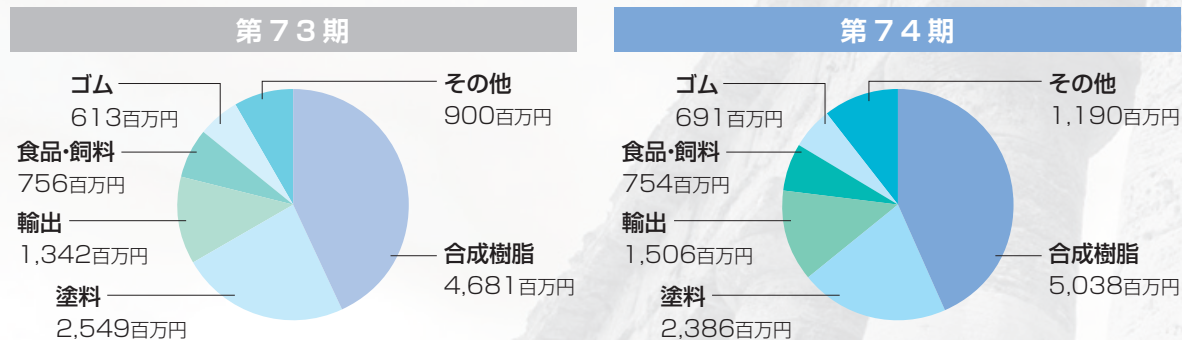 第73期
ゴム
613百万円
その他
900百万円
食品・飼料
756百万円
輸出
1,342百万円
合成樹脂
4,681百万円
塗料
2,549百万円
第74期
ゴム
691百万円
その他
1,190百万円
食品・飼料
754百万円
輸出
1,506百万円
合成樹脂
5,038百万円
塗料
2,386百万円